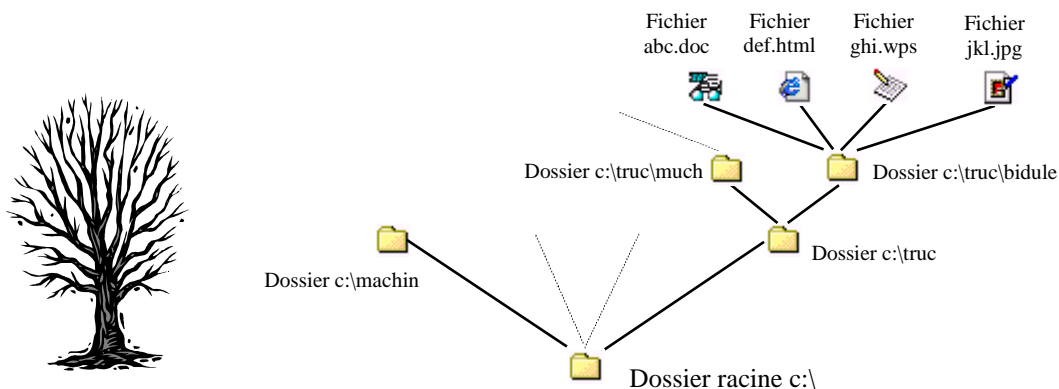 Fichier
abc.doc
Fichier
def.html
Fichier
ghi.wps
Fichier
jkl.jpg
Dossier c:\truc\much
Dossier c:\truc\bidule
Dossier c:\machin
Dossier c:\truc
Dossier racine c:\